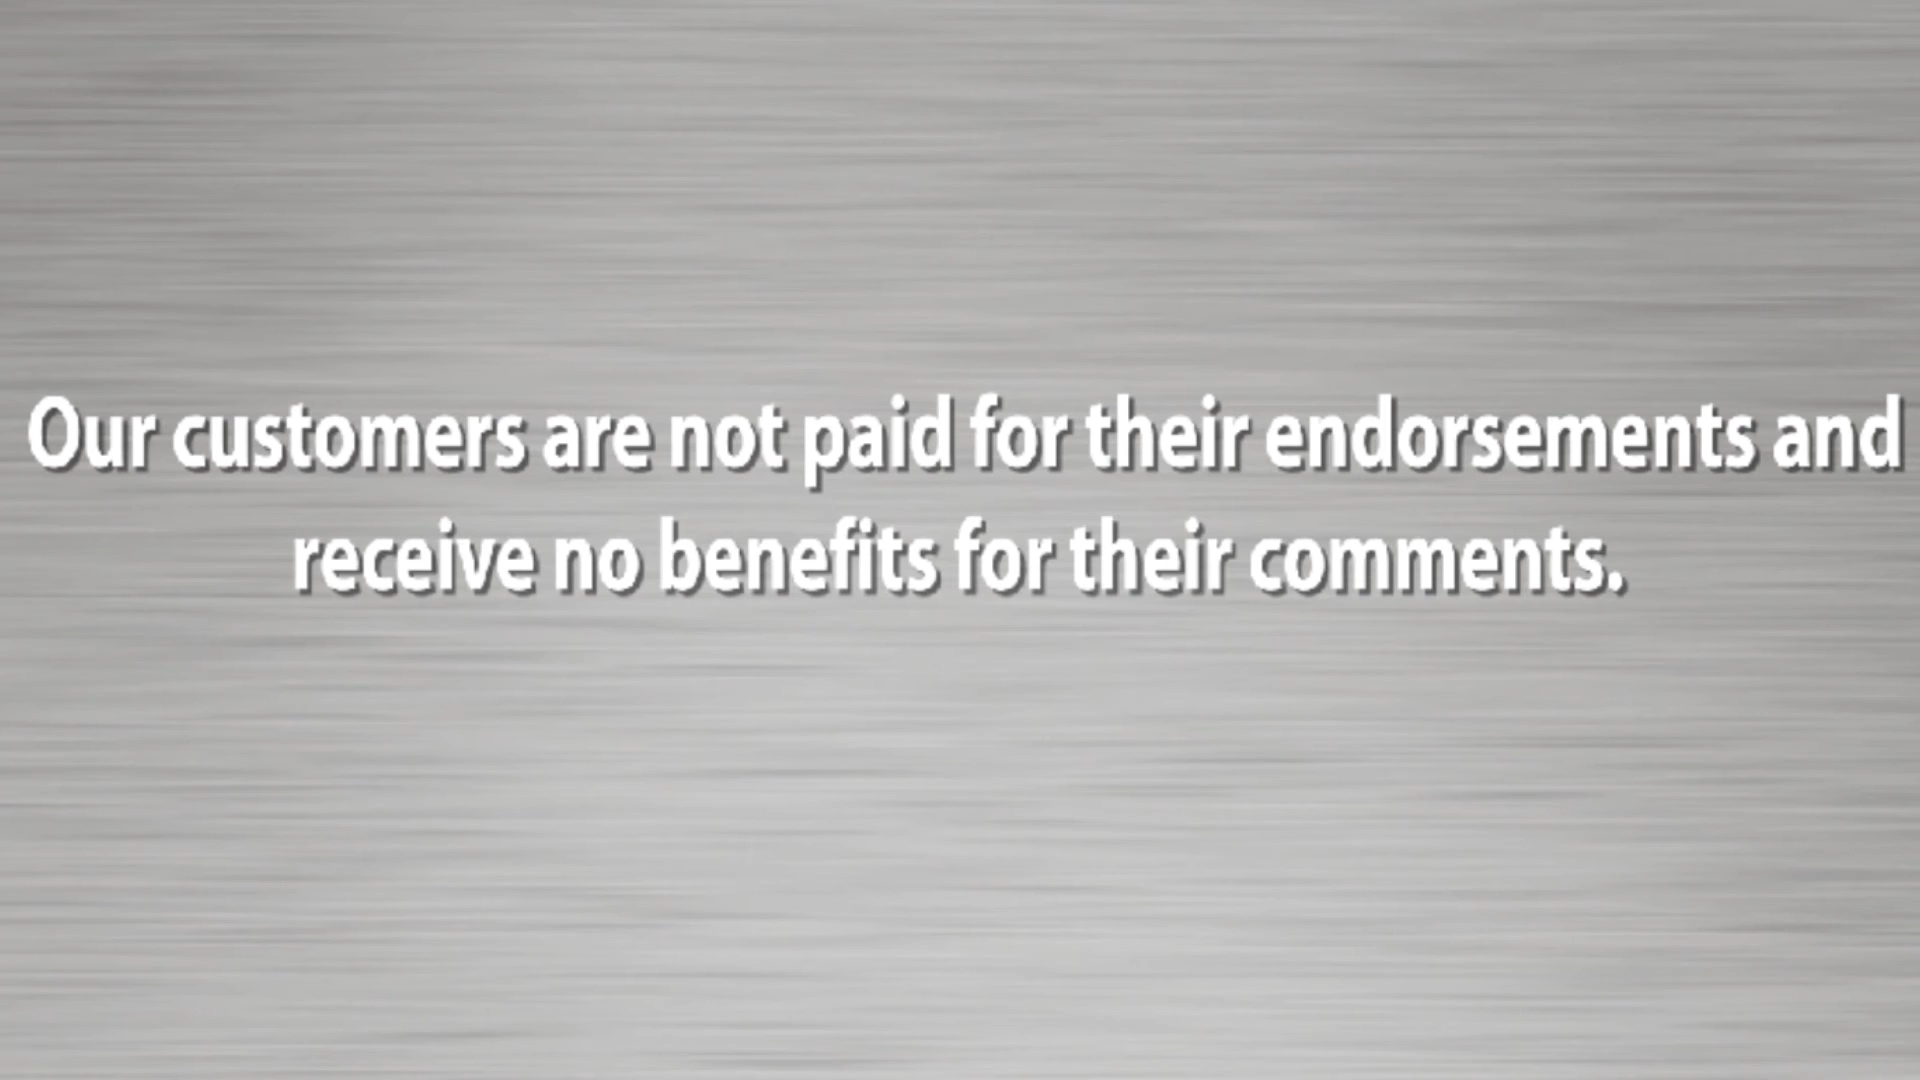 Our customers are not paid for their endorsements and
receive no benefits for their comments.